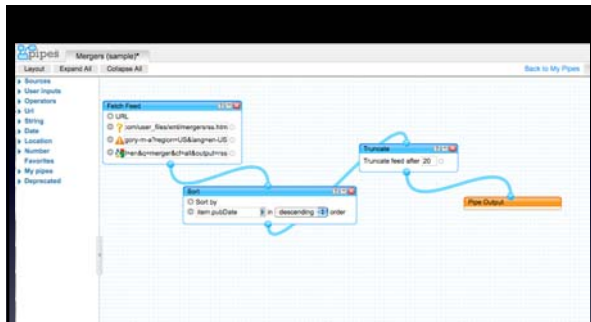 pipes
Mergers (sample)*
Layout Expand All Collapse All
Back to My Pipes
Sources
User inputs
Operators
Url
String
Date
Location
Number
Favorites
My pipes
Deprecated
Fetch Feed
URL
com/user_files/xml/mergersrss.htm
gory-m-a?region=US&lang=en-US
l=en&q=merger&cf=all&output=rss
Sort
Sort by
item.pubDate in descending order
Truncate
Truncate feed after 20
Pipe Output